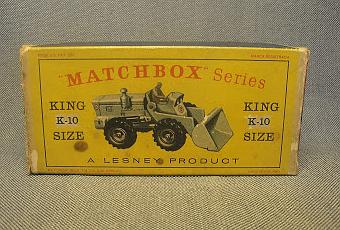 "MATCHBOX" Series
KING
K-10
SIZE
KING
K-10
SIZE
A LESNEY PRODUCT